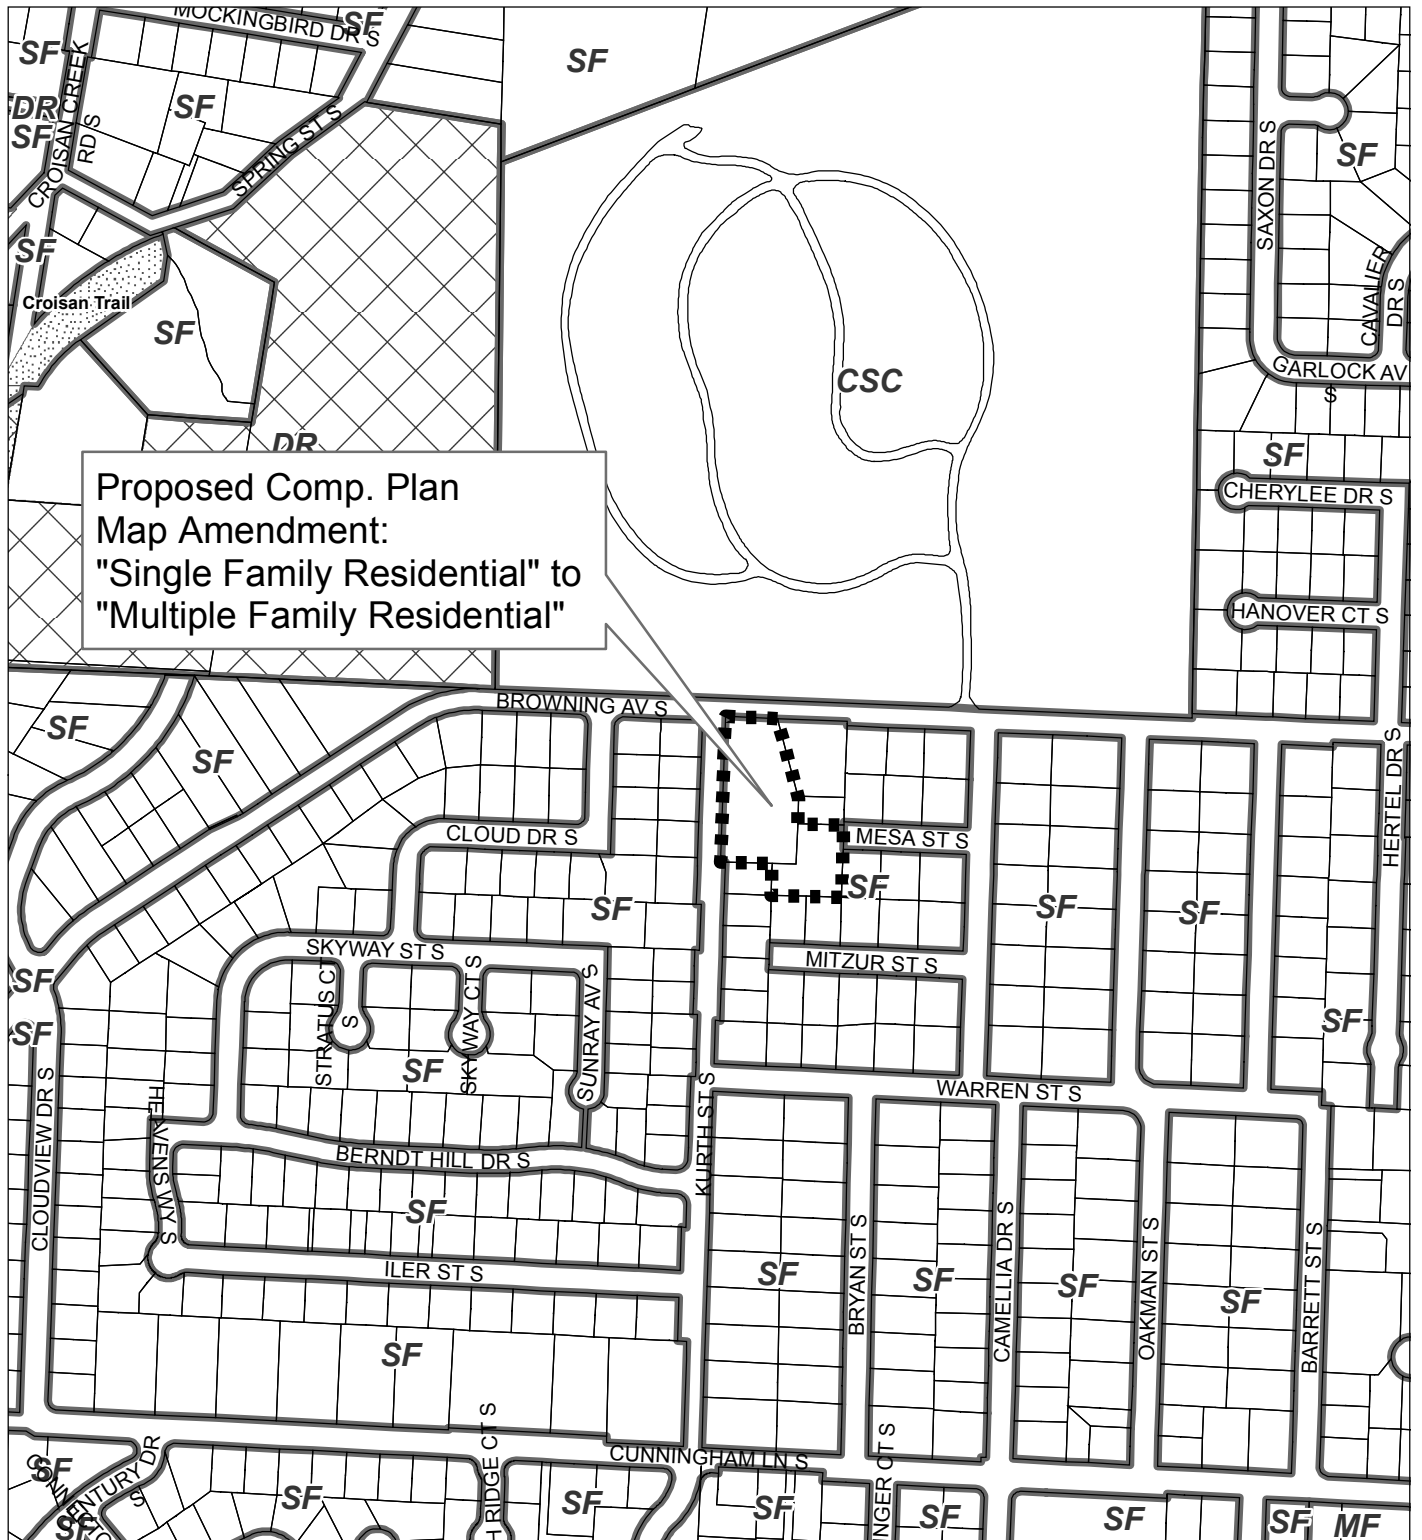 MOCKINGBIRD DR S
SF
SF
SF
SF
DR
SF
CROISAN CREEK
RD S
SPRING ST S
SAXON DR S
SF
SF
CAVALIER
DR S
Croisan Trail
SF
GARLOCK AV
S
CSC
DR
SF
CHERYLEE DR S
Proposed Comp. Plan
Map Amendment:
"Single Family Residential" to
"Multiple Family Residential"
HANOVER CT S
BROWNING AV S
SF
SF
HERTEL DR S
CLOUD DR S
MESA ST S
SF
SF
SF
SF
SKYWAY ST S
MITZUR ST S
SF
STRATUS CT
S
SKYWAY CT S
SUNRAY AV S
SF
SF
SF
CLOUDVIEW DR S
HEAVENS WY S
KURTH ST S
WARREN ST S
BERNDT HILL DR S
SF
ILER ST S
SF
BRYAN ST S
SF
CAMELLIA DR S
SF
OAKMAN ST S
SF
BARRETT ST S
SF
CUNNINGHAM LN S
SF
SF
SF
SF
SF
SF
SF
SF
MF